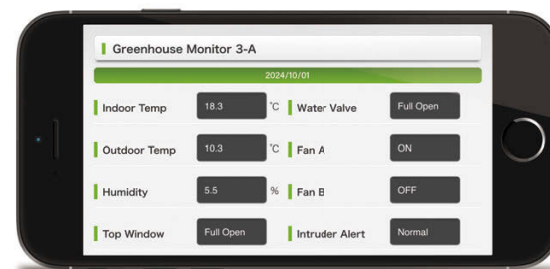 Greenhouse Monitor 3-A
2024/10/01
Indoor Temp 18.3 °C Water Valve Full Open
Outdoor Temp 10.3 °C Fan A ON
Humidity 5.5 % Fan B OFF
Top Window Full Open Intruder Alert Normal